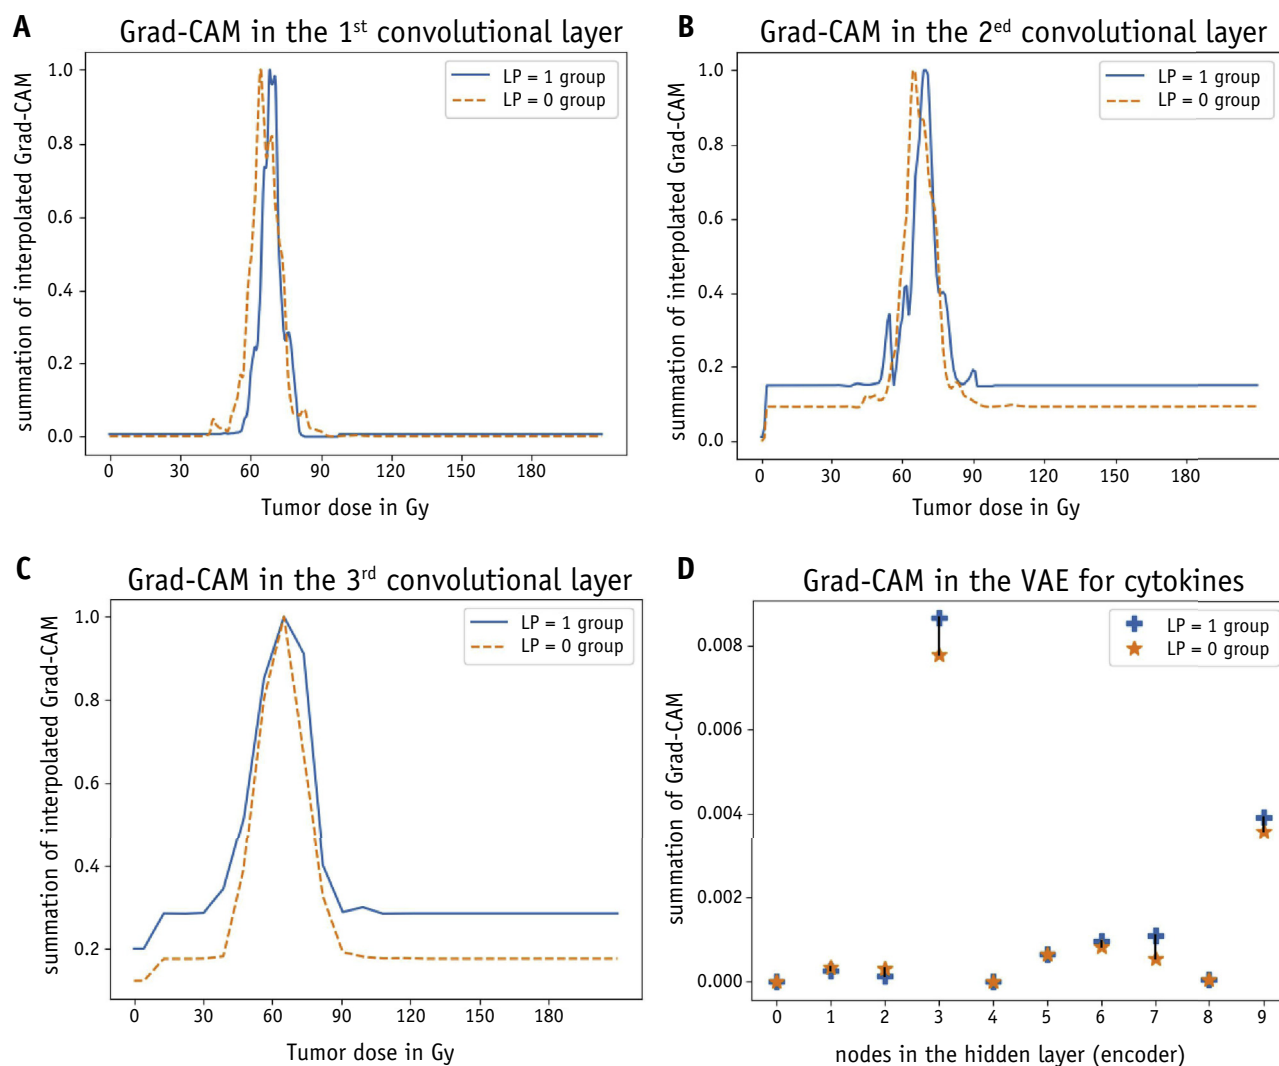 A
Grad-CAM in the 1st convolutional layer
summation of interpolated Grad-CAM
1.0
0.8
0.6
0.4
0.2
0.0
LP = 1 group
LP = 0 group
0 30 60 90 120 150 180
Tumor dose in Gy
B
Grad-CAM in the 2ed convolutional layer
summation of interpolated Grad-CAM
1.0
0.8
0.6
0.4
0.2
0.0
LP = 1 group
LP = 0 group
0 30 60 90 120 150 180
Tumor dose in Gy
C
Grad-CAM in the 3rd convolutional layer
summation of interpolated Grad-CAM
1.0
0.8
0.6
0.4
0.2
LP = 1 group
LP = 0 group
0 30 60 90 120 150 180
Tumor dose in Gy
D
Grad-CAM in the VAE for cytokines
summation of Grad-CAM
0.008
0.006
0.004
0.002
0.000
LP = 1 group
LP = 0 group
0 1 2 3 4 5 6 7 8 9
nodes in the hidden layer (encoder)